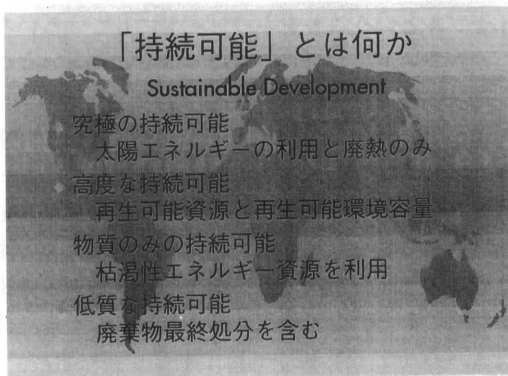 「持続可能」とは何か
Sustainable Development
究極の持続可能
太陽エネルギーの利用と廃熱のみ
高度な持続可能
再生可能資源と再生可能環境容量
物質のみの持続可能
枯渇性エネルギー資源を利用
低質な持続可能
廃棄物最終処分を含む